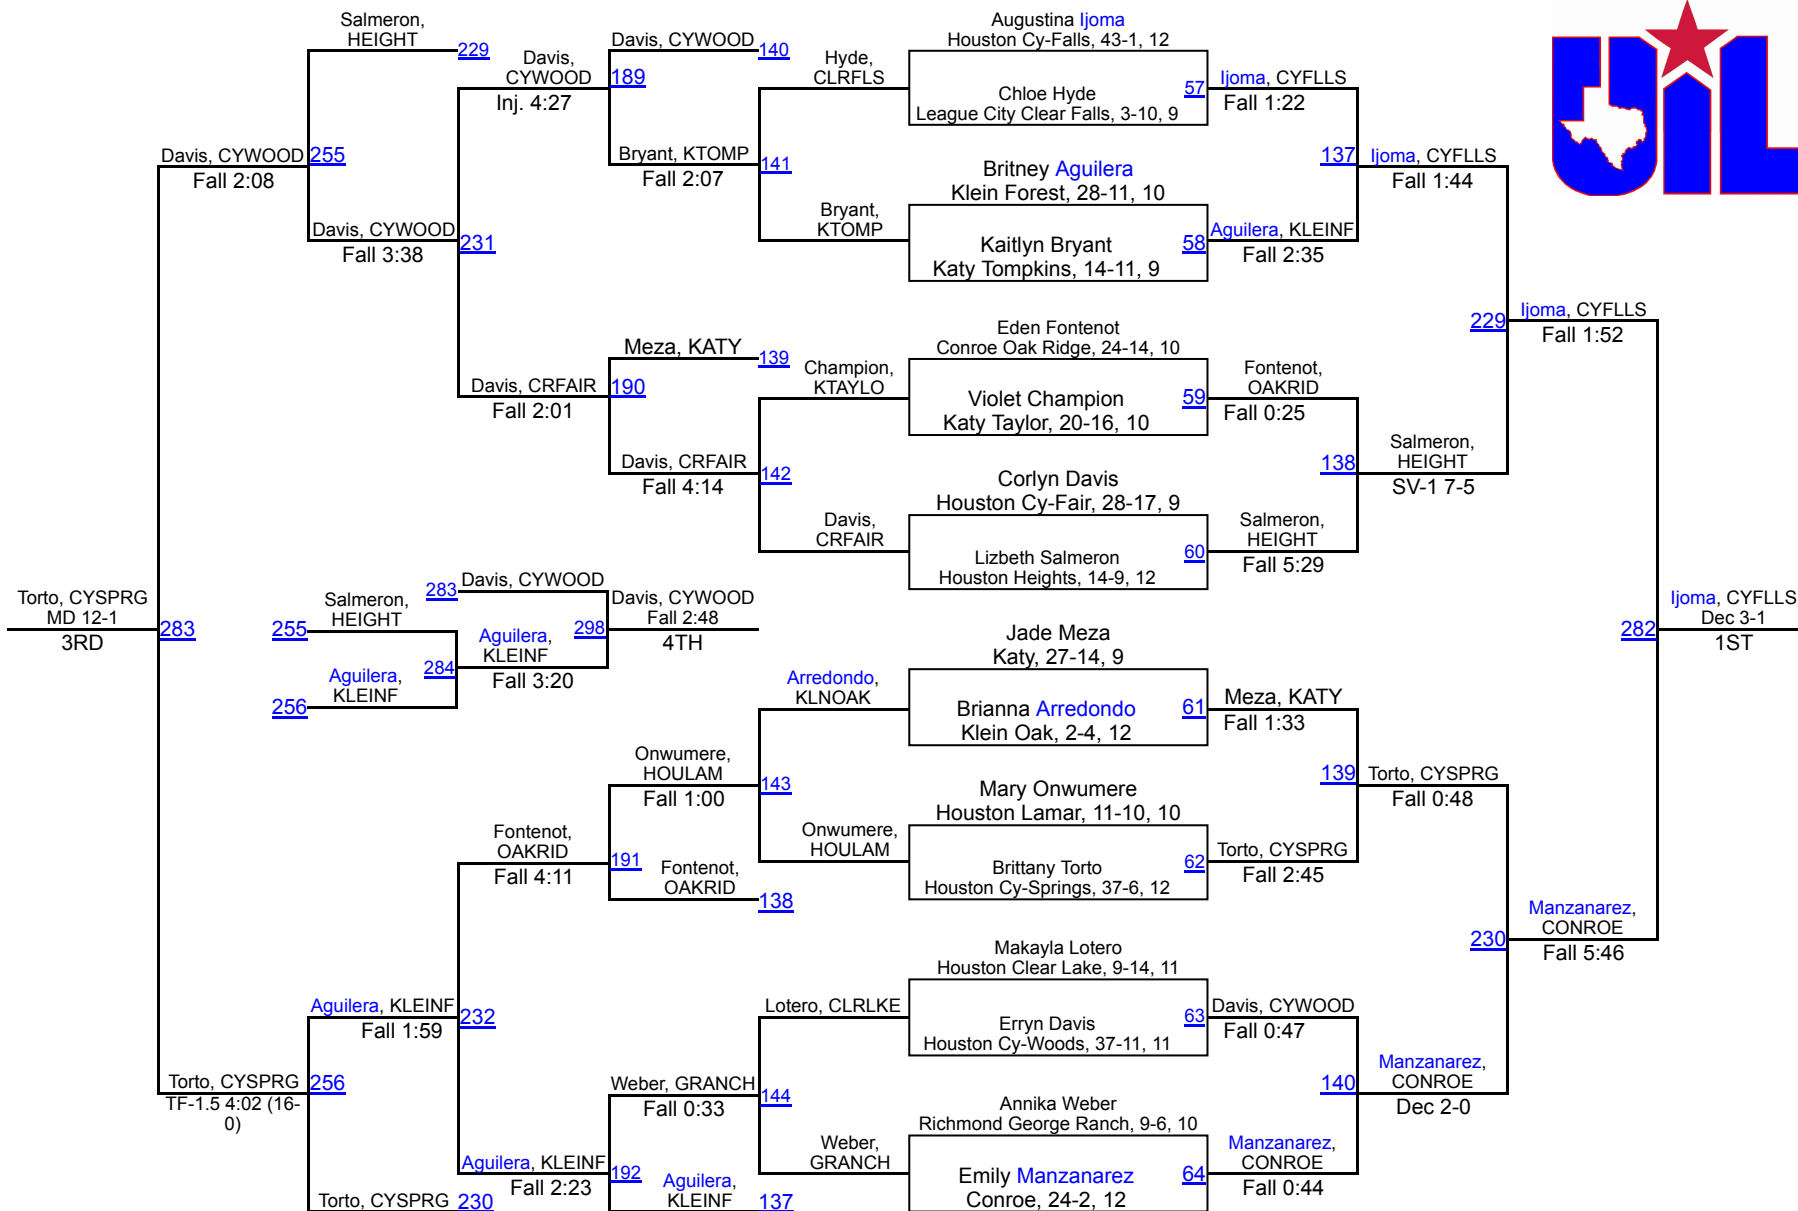 Salmeron,
HEIGHT
229
Davis,
CYWOOD
Inj. 4:27
Davis, CYWOOD
140
189
Hyde,
CLRFLS
Augustina Ijoma
Houston Cy-Falls, 43-1, 12
Chloe Hyde
League City Clear Falls, 3-10, 9
57
Ijoma, CYFLLS
Fall 1:22
UIL
Davis, CYWOOD
Fall 2:08
255
Bryant, KTOMP
Fall 2:07
141
Britney Aguilera
Klein Forest, 28-11, 10
137
Ijoma, CYFLLS
Fall 1:44
Davis, CYWOOD
Fall 3:38
231
Bryant,
KTOMP
Kaitlyn Bryant
Katy Tompkins, 14-11, 9
58
Aguilera, KLEINF
Fall 2:35
229
Ijoma, CYFLLS
Fall 1:52
Meza, KATY
139
Champion,
KTAYLO
Eden Fontenot
Conroe Oak Ridge, 24-14, 10
Fontenot,
OAKRID
Fall 0:25
Davis, CRFAIR
Fall 2:01
190
Violet Champion
Katy Taylor, 20-16, 10
59
Davis, CRFAIR
Fall 4:14
142
Corlyn Davis
Houston Cy-Fair, 28-17, 9
138
Salmeron,
HEIGHT
SV-1 7-5
Davis,
CRFAIR
Lizbeth Salmeron
Houston Heights, 14-9, 12
60
Salmeron,
HEIGHT
Fall 5:29
Torto, CYSPRG
MD 12-1
3RD
283
Salmeron,
HEIGHT
255
283
Davis, CYWOOD
Aguilera,
KLEINF
Fall 3:20
298
Davis, CYWOOD
Fall 2:48
4TH
Aguilera,
KLEINF
256
284
282
Ijoma, CYFLLS
Dec 3-1
1ST
Jade Meza
Katy, 27-14, 9
Arredondo,
KLNOAK
Brianna Arredondo
Klein Oak, 2-4, 12
61
Meza, KATY
Fall 1:33
Onwumere,
HOULAM
Fall 1:00
143
Mary Onwumere
Houston Lamar, 11-10, 10
139
Torto, CYSPRG
Fall 0:48
Fontenot,
OAKRID
Fall 4:11
191
Fontenot,
OAKRID
138
Onwumere,
HOULAM
Brittany Torto
Houston Cy-Springs, 37-6, 12
62
Torto, CYSPRG
Fall 2:45
230
Manzanarez,
CONROE
Fall 5:46
Aguilera, KLEINF
Fall 1:59
232
Lotero, CLRLKE
Makayla Lotero
Houston Clear Lake, 9-14, 11
Erryn Davis
Houston Cy-Woods, 37-11, 11
63
Davis, CYWOOD
Fall 0:47
Torto, CYSPRG
TF-1.5 4:02 (16-
0)
256
Weber, GRANCH
Fall 0:33
144
Annika Weber
Richmond George Ranch, 9-6, 10
140
Manzanarez,
CONROE
Dec 2-0
Torto, CYSPRG
230
Aguilera, KLEINF
Fall 2:23
192
Aguilera,
KLEINF
137
Weber,
GRANCH
Emily Manzanarez
Conroe, 24-2, 12
64
Manzanarez,
CONROE
Fall 0:44